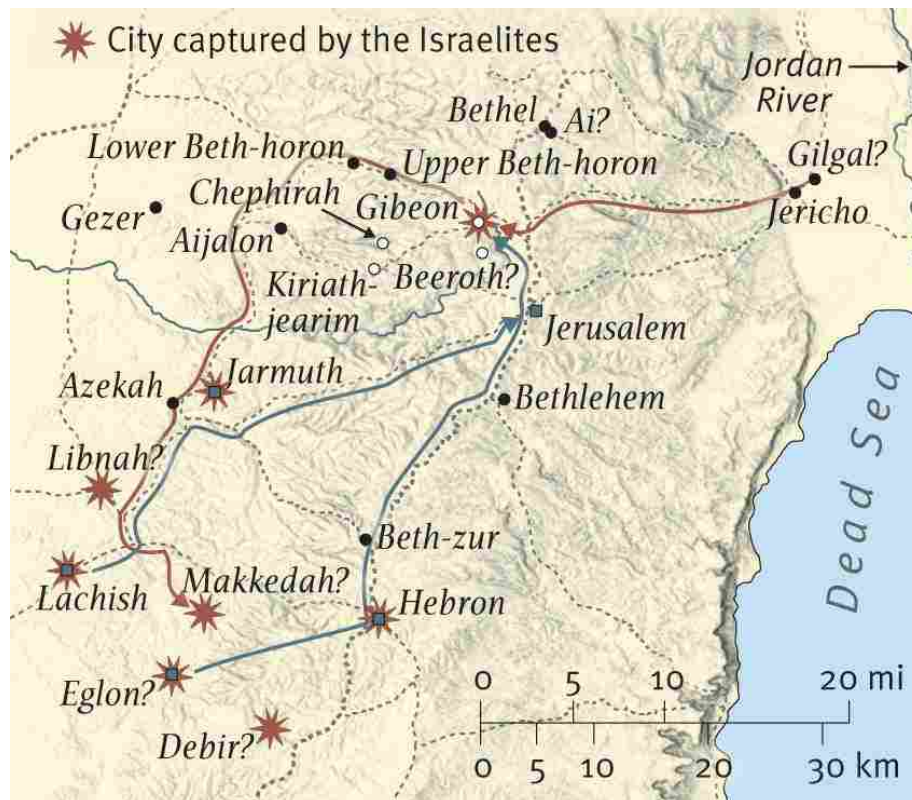 City captured by the Israelites
Jordan
River
Bethel
Ai?
Lower Beth-horon
Upper Beth-horon
Gilgal?
Chephirah
Gibeon
Jericho
Gezer
Aijalon
Kiriath-
jearim
Beeroth?
Jerusalem
Jarmuth
Azekah
Bethlehem
Libnah?
Dead Sea
Beth-zur
Lachish
Makkedah?
Hebron
Eglon?
Debir?
0 5 10 20 mi
0 5 10 20 30 km